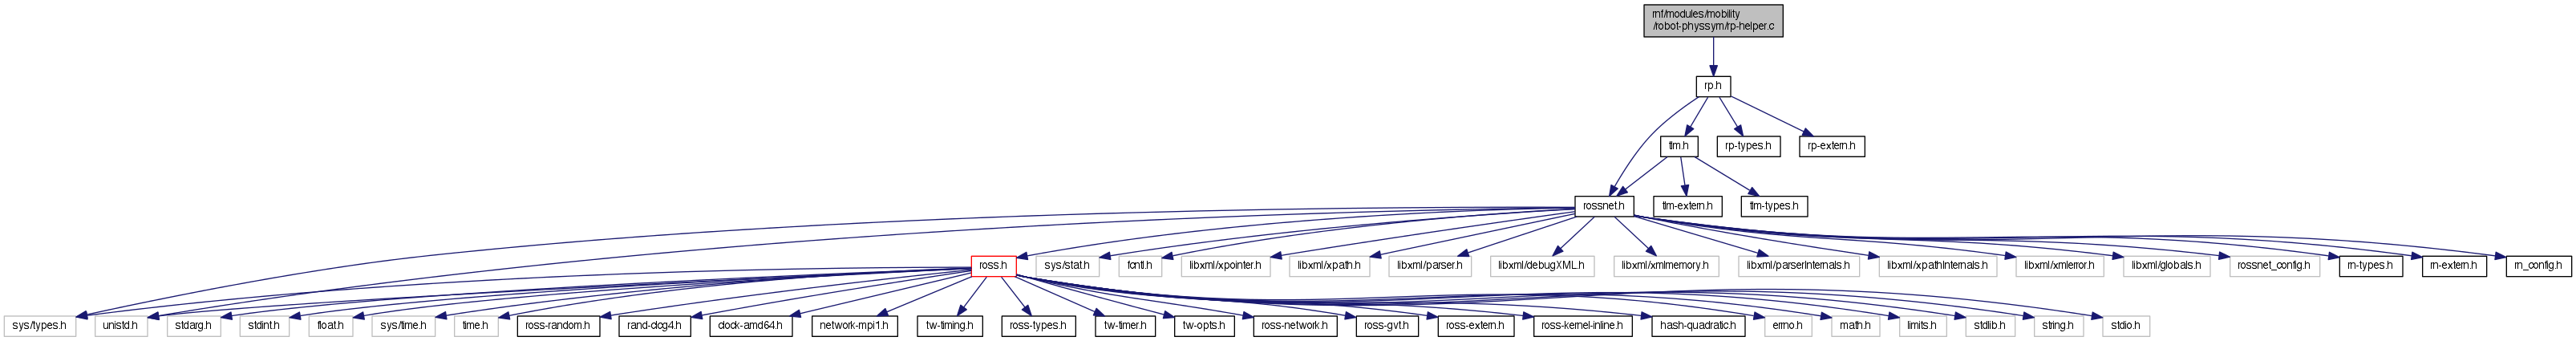 rnf/modules/mobility
/robot-physsym/rp-helper.c
rp.h
tlm.h
rp-types.h
rp-extern.h
rossnet.h
tlm-extern.h
tlm-types.h
ross.h
sys/stat.h
fcntl.h
libxml/xpointer.h
libxml/xpath.h
libxml/parser.h
libxml/debugXML.h
libxml/xmlmemory.h
libxml/parserInternals.h
libxml/xpathInternals.h
libxml/xmlerror.h
libxml/globals.h
rossnet_config.h
rn-types.h
rn-extern.h
rn_config.h
sys/types.h
unistd.h
stdarg.h
stdint.h
float.h
sys/time.h
time.h
ross-random.h
rand-clcg4.h
clock-amd64.h
network-mpi1.h
tw-timing.h
ross-types.h
tw-timer.h
tw-opts.h
ross-network.h
ross-gvt.h
ross-extern.h
ross-kernel-inline.h
hash-quadratic.h
errno.h
math.h
limits.h
stdlib.h
string.h
stdio.h